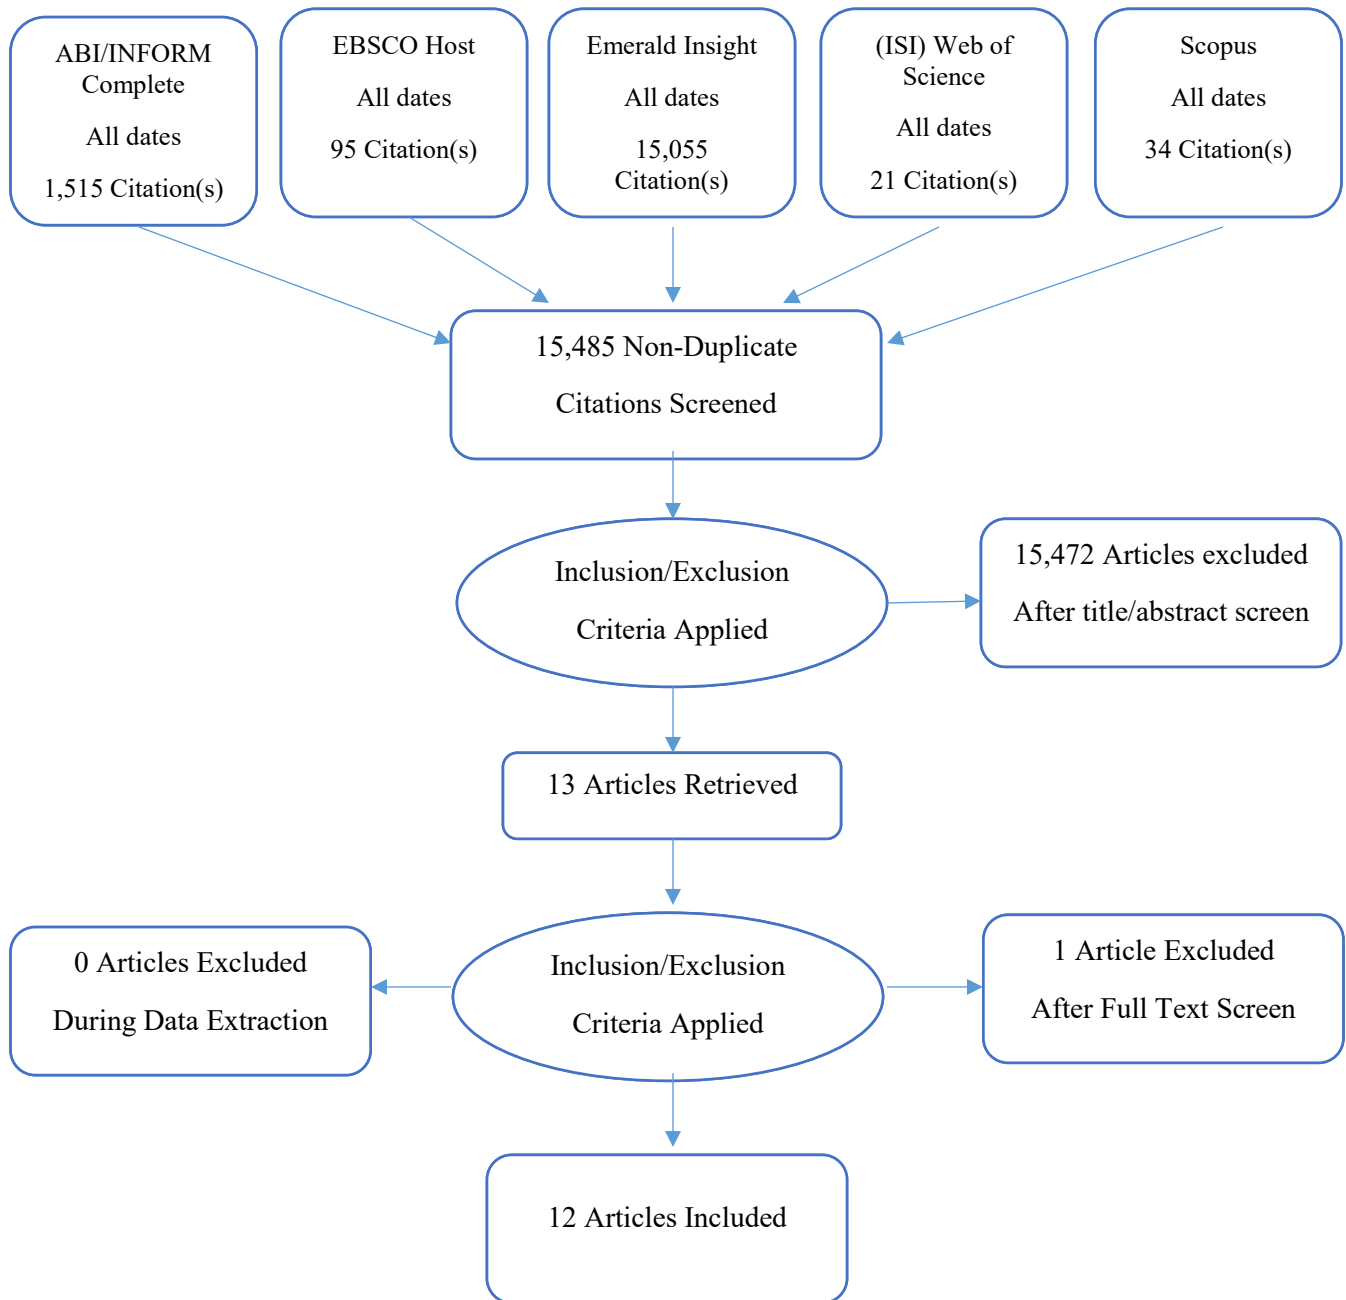 ABI/INFORM
Complete
All dates
1,515 Citation(s)
EBSCO Host
All dates
95 Citation(s)
Emerald Insight
All dates
15,055
Citation(s)
(ISI) Web of
Science
All dates
21 Citation(s)
Scopus
All dates
34 Citation(s)
15,485 Non-Duplicate
Citations Screened
Inclusion/Exclusion
Criteria Applied
15,472 Articles excluded
After title/abstract screen
13 Articles Retrieved
0 Articles Excluded
During Data Extraction
Inclusion/Exclusion
Criteria Applied
1 Article Excluded
After Full Text Screen
12 Articles Included